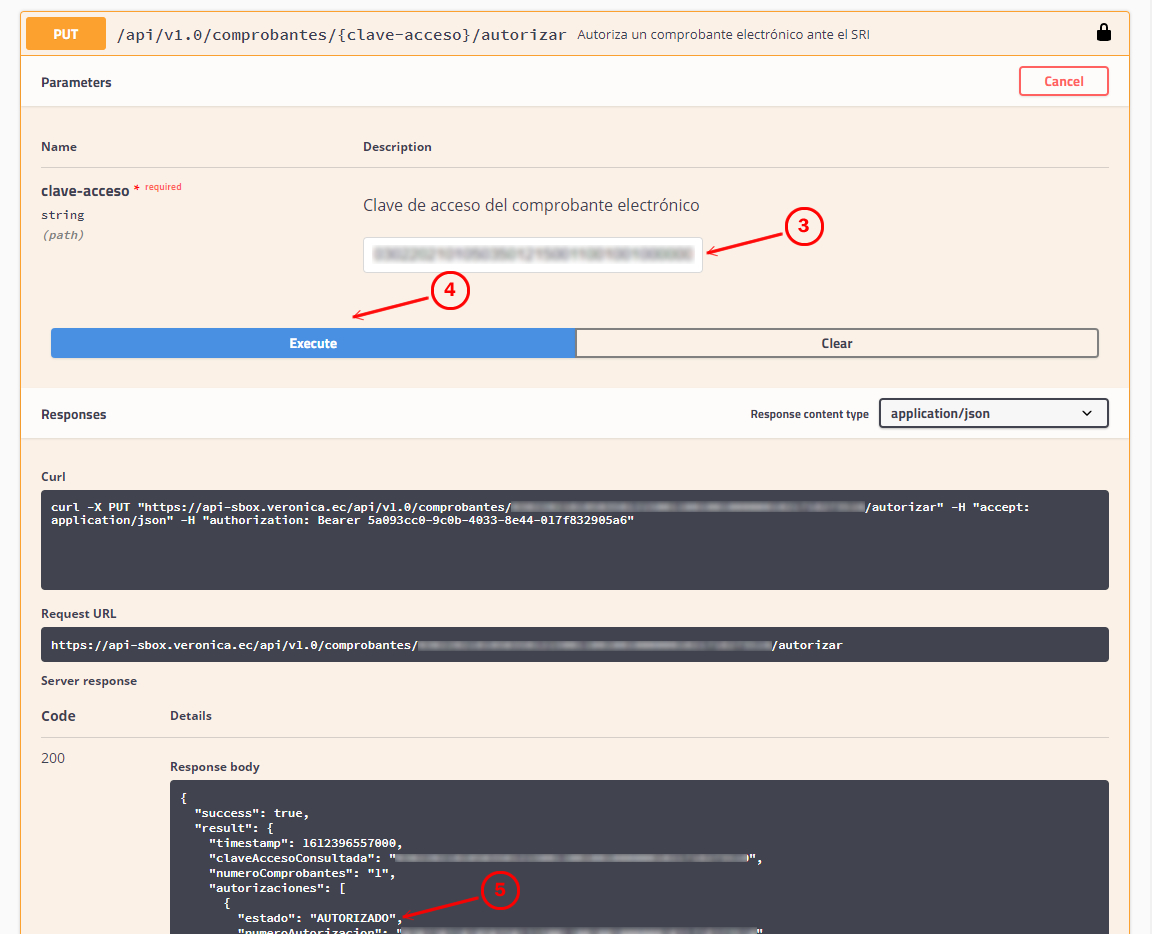 PUT /api/v1.0/comprobantes/{clave-acceso}/autorizar Autoriza un comprobante electrónico ante el SRI
Parameters
Cancel
Name Description
clave-acceso * required
string
(path)
Clave de acceso del comprobante electrónico
3
4
Execute
Clear
Responses
Response content type
application/json
Curl
curl -X PUT "https://api-sbox.veronica.ec/api/v1.0/comprobantes/ /autorizar" -H "accept:
application/json" -H "authorization: Bearer 5a093cc0-9c0b-4033-8e44-017f832905a6"
Request URL
https://api-sbox.veronica.ec/api/v1.0/comprobantes/ /autorizar
Server response
Code Details
200
Response body
{
"success": true,
"result": {
"timestamp": 1612396557000,
"claveAccesoConsultada": " ",
"numeroComprobantes": "1",
"autorizaciones": [
{
5
"estado": "AUTORIZADO",
"numeroAutorizacion": " "